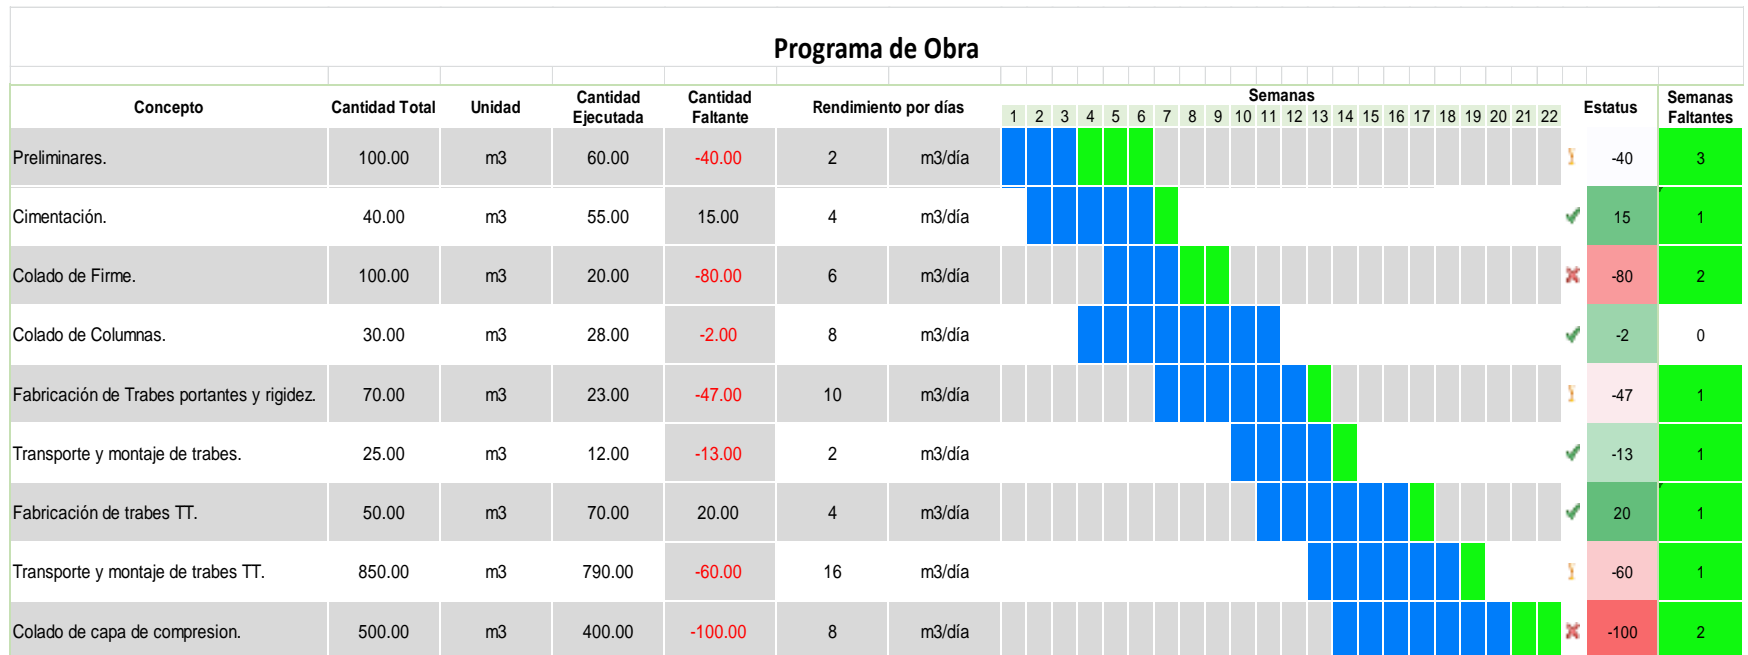 Programa de Obra
Concepto Cantidad Total Unidad Cantidad Ejecutada Cantidad Faltante Rendimiento por días Semanas Estatus Semanas Faltantes
1 2 3 4 5 6 7 8 9 10 11 12 13 14 15 16 17 18 19 20 21 22
Preliminares. 100.00 m3 60.00 -40.00 2 m3/día -40 3
Cimentación. 40.00 m3 55.00 15.00 4 m3/día 15 1
Colado de Firme. 100.00 m3 20.00 -80.00 6 m3/día -80 2
Colado de Columnas. 30.00 m3 28.00 -2.00 8 m3/día -2 0
Fabricación de Trabes portantes y rigidez. 70.00 m3 23.00 -47.00 10 m3/día -47 1
Transporte y montaje de trabes. 25.00 m3 12.00 -13.00 2 m3/día -13 1
Fabricación de trabes TT. 50.00 m3 70.00 20.00 4 m3/día 20 1
Transporte y montaje de trabes TT. 850.00 m3 790.00 -60.00 16 m3/día -60 1
Colado de capa de compresion. 500.00 m3 400.00 -100.00 8 m3/día -100 2